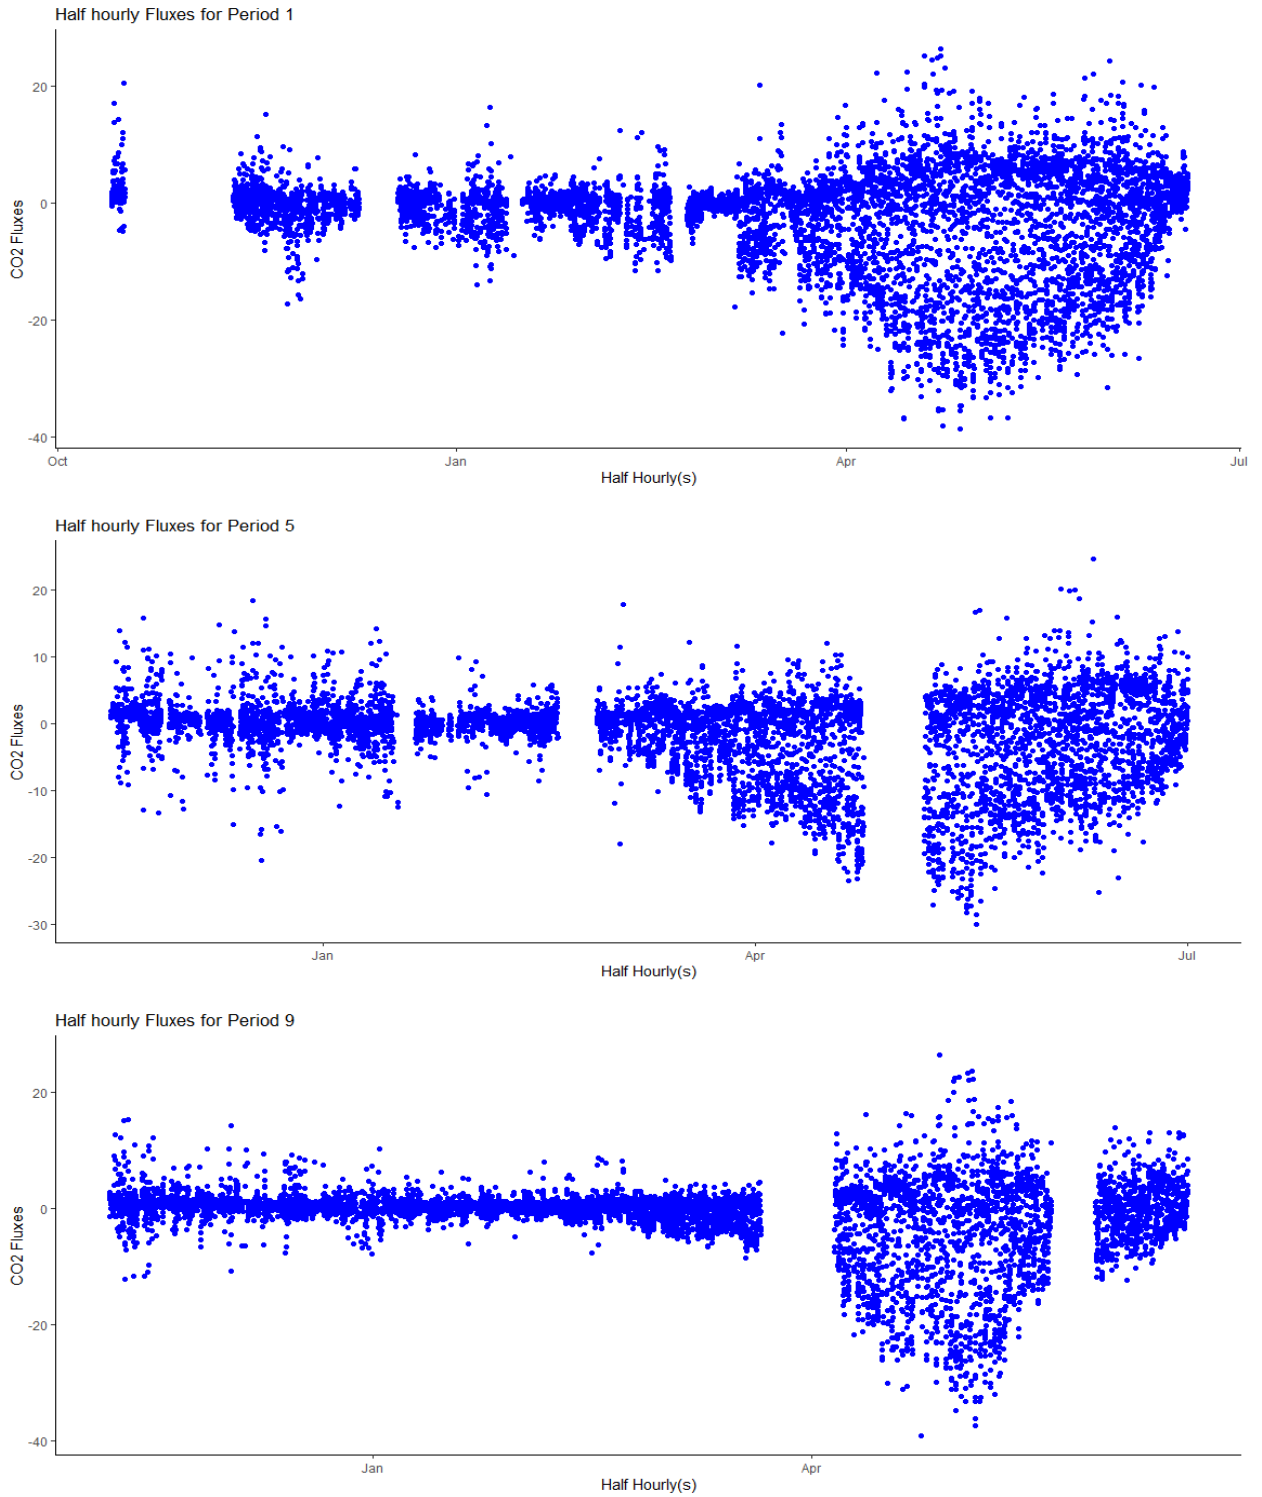 Half hourly Fluxes for Period 1
CO2 Fluxes
20
0
-20
-40
Oct
Jan
Apr
Jul
Half Hourly(s)
Half hourly Fluxes for Period 5
CO2 Fluxes
20
10
0
-10
-20
-30
Jan
Apr
Jul
Half Hourly(s)
Half hourly Fluxes for Period 9
CO2 Fluxes
20
0
-20
-40
Jan
Apr
Half Hourly(s)